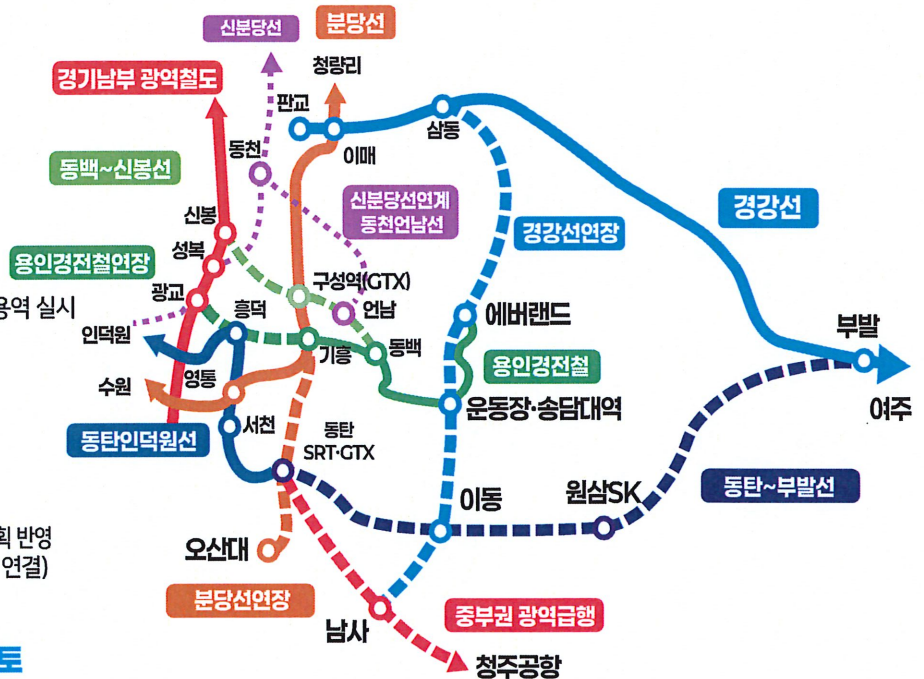 신분당선
분당선
청량리
경기남부 광역철도
판교
삼동
동천
이매
동백~신봉선
신분당선연계
동천언남선
경강선
신봉
경강선연장
성복
용인경전철연장
구성역(GTX)
광교
용역 실시
흥덕
언남
에버랜드
인덕원
부발
기흥
동백
용인경전철
영통
수원
운동장·송담대역
여주
서천
동탄
SRT·GTX
동탄인덕원선
이동
원삼SK
동탄~부발선
획 반영
오산대
연결)
분당선연장
남사
중부권 광역급행
토
청주공항